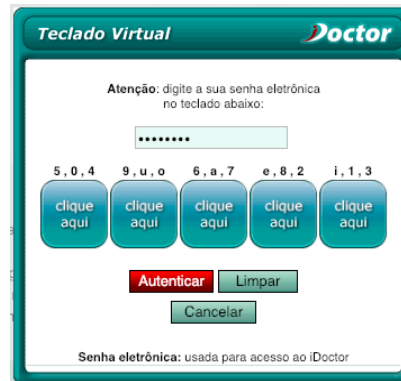 Teclado Virtual iDoctor
Atenção: digite a sua senha eletrônica
no teclado abaixo:
••••••••
5 , 0 , 4 9 , u , o 6 , a , 7 e , 8 , 2 i , 1 , 3
clique clique clique clique clique
aqui aqui aqui aqui aqui
Autenticar Limpar
Cancelar
Senha eletrônica: usada para acesso ao iDoctor